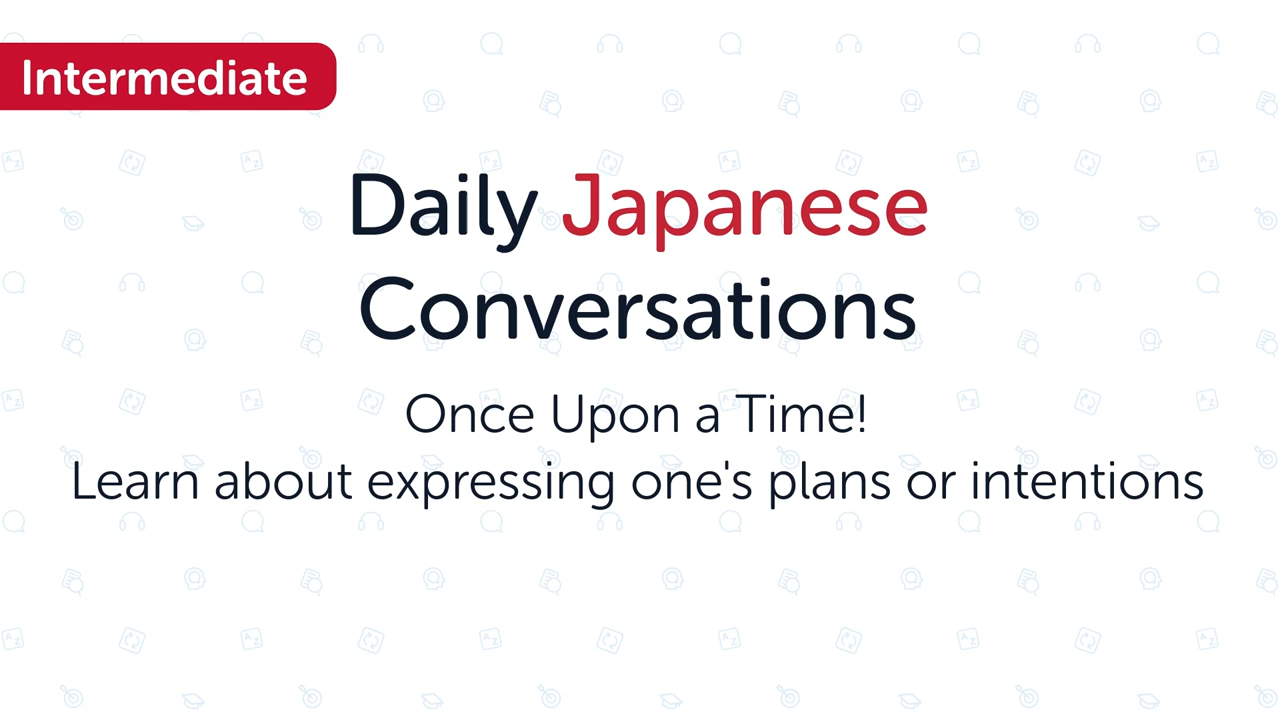 Intermediate
Daily Japanese
Conversations
Once Upon a Time!
Learn about expressing one's plans or intentions